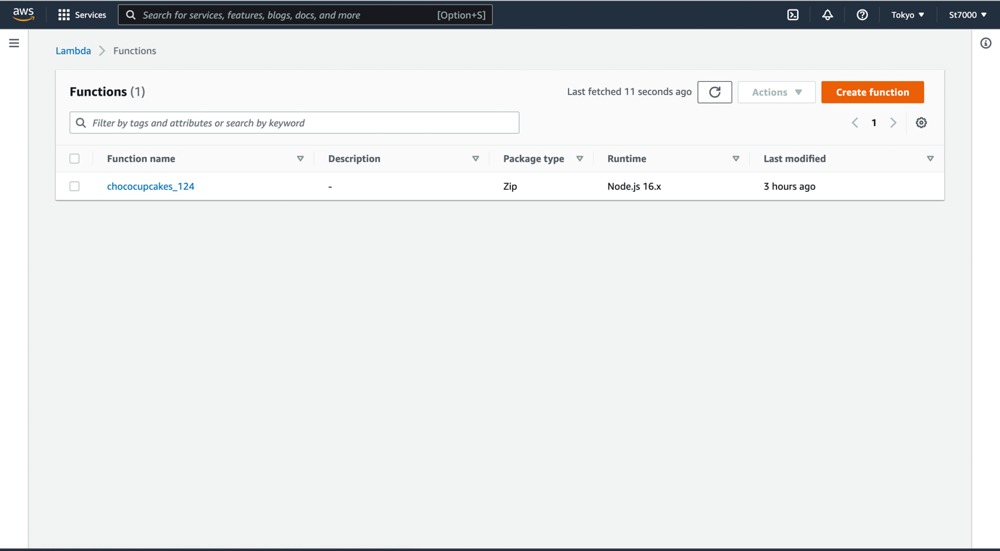 aws Services Search for services, features, blogs, docs, and more [Option+S] Tokyo St7000
Lambda Functions
Functions (1) Last fetched 11 seconds ago Actions Create function
Filter by tags and attributes or search by keyword 1
Function name Description Package type Runtime Last modified
chococupcakes_124 - Zip Node.js 16.x 3 hours ago